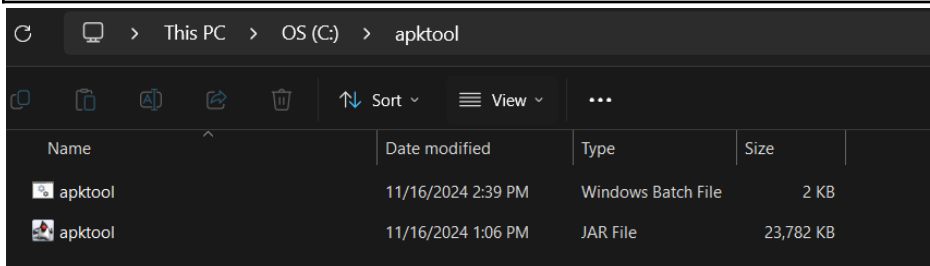 This PC > OS (C:) > apktool
Sort View •••
Name Date modified Type Size
apktool 11/16/2024 2:39 PM Windows Batch File 2 KB
apktool 11/16/2024 1:06 PM JAR File 23,782 KB